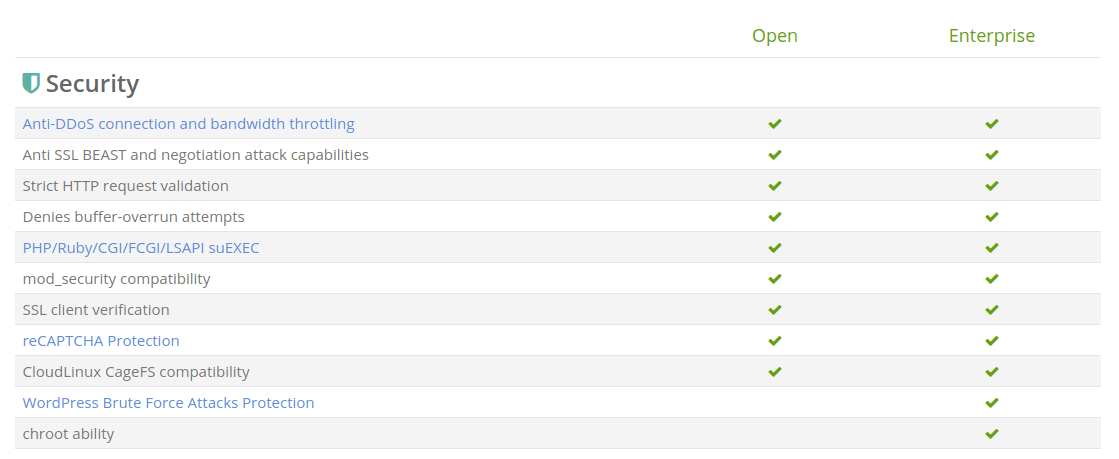 Open Enterprise
Security
Anti-DDoS connection and bandwidth throttling
Anti SSL BEAST and negotiation attack capabilities
Strict HTTP request validation
Denies buffer-overrun attempts
PHP/Ruby/CGI/FCGI/LSAPI suEXEC
mod_security compatibility
SSL client verification
reCAPTCHA Protection
CloudLinux CageFS compatibility
WordPress Brute Force Attacks Protection
chroot ability